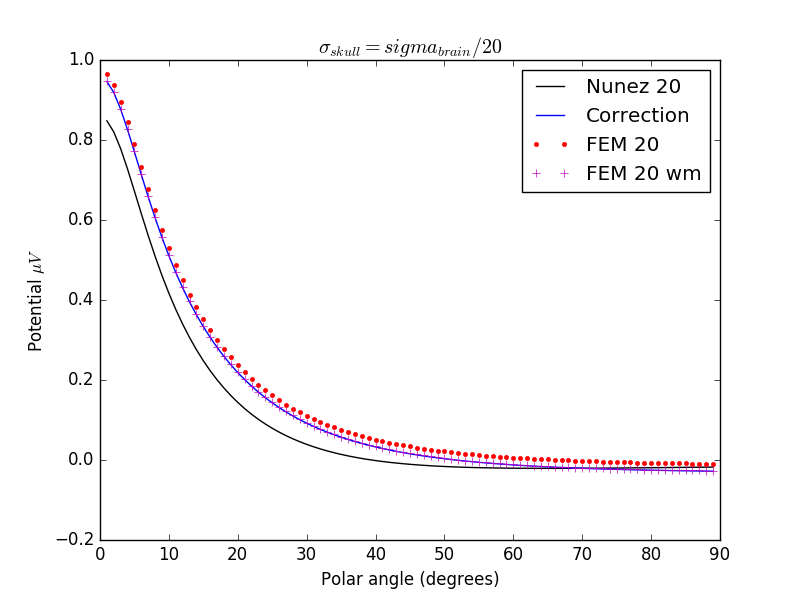 σskull = sigmabrain/20
1.0
0.8
0.6
0.4
0.2
0.0
−0.2
0 10 20 30 40 50 60 70 80 90
Potential μV
Polar angle (degrees)
Nunez 20
Correction
FEM 20
FEM 20 wm